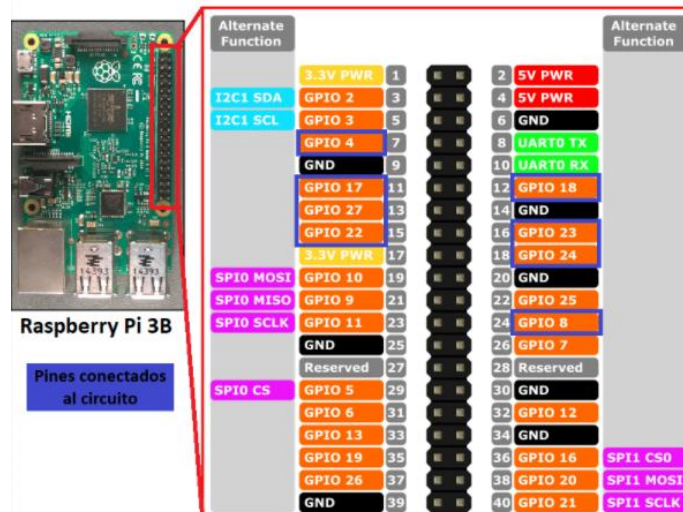 Alternate Function
Alternate Function
3.3V PWR 1 2 5V PWR
I2C1 SDA GPIO 2 3 4 5V PWR
I2C1 SCL GPIO 3 5 6 GND
GPIO 4 7 8 UART0 TX
GND 9 10 UART0 RX
GPIO 17 11 12 GPIO 18
GPIO 27 13 14 GND
GPIO 22 15 16 GPIO 23
3.3V PWR 17 18 GPIO 24
SPI0 MOSI GPIO 10 19 20 GND
SPI0 MISO GPIO 9 21 22 GPIO 25
SPI0 SCLK GPIO 11 23 24 GPIO 8
GND 25 26 GPIO 7
Reserved 27 28 Reserved
SPI0 CS GPIO 5 29 30 GND
GPIO 6 31 32 GPIO 12
GPIO 13 33 34 GND
GPIO 19 35 36 GPIO 16 SPI1 CS0
GPIO 26 37 38 GPIO 20 SPI1 MOSI
GND 39 40 GPIO 21 SPI1 SCLK
HDMI
14393
14393
Raspberry Pi 3B
Pines conectados
al circuito